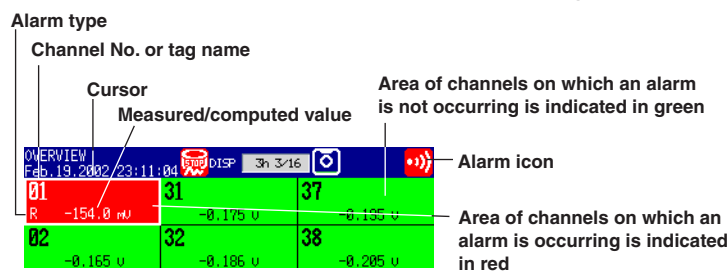 Alarm type
Channel No. or tag name
Cursor
Measured/computed value
Area of channels on which an alarm
is not occurring is indicated in green
OVERVIEW
Feb.19.2002 23:11:04
STOP
DISP
3h 3/16
Alarm icon
01
R -154.0 mV
31
-0.175 V
37
-0.195 V
Area of channels on which an
alarm is occurring is indicated
in red
02
-0.165 V
32
-0.186 V
38
-0.205 V